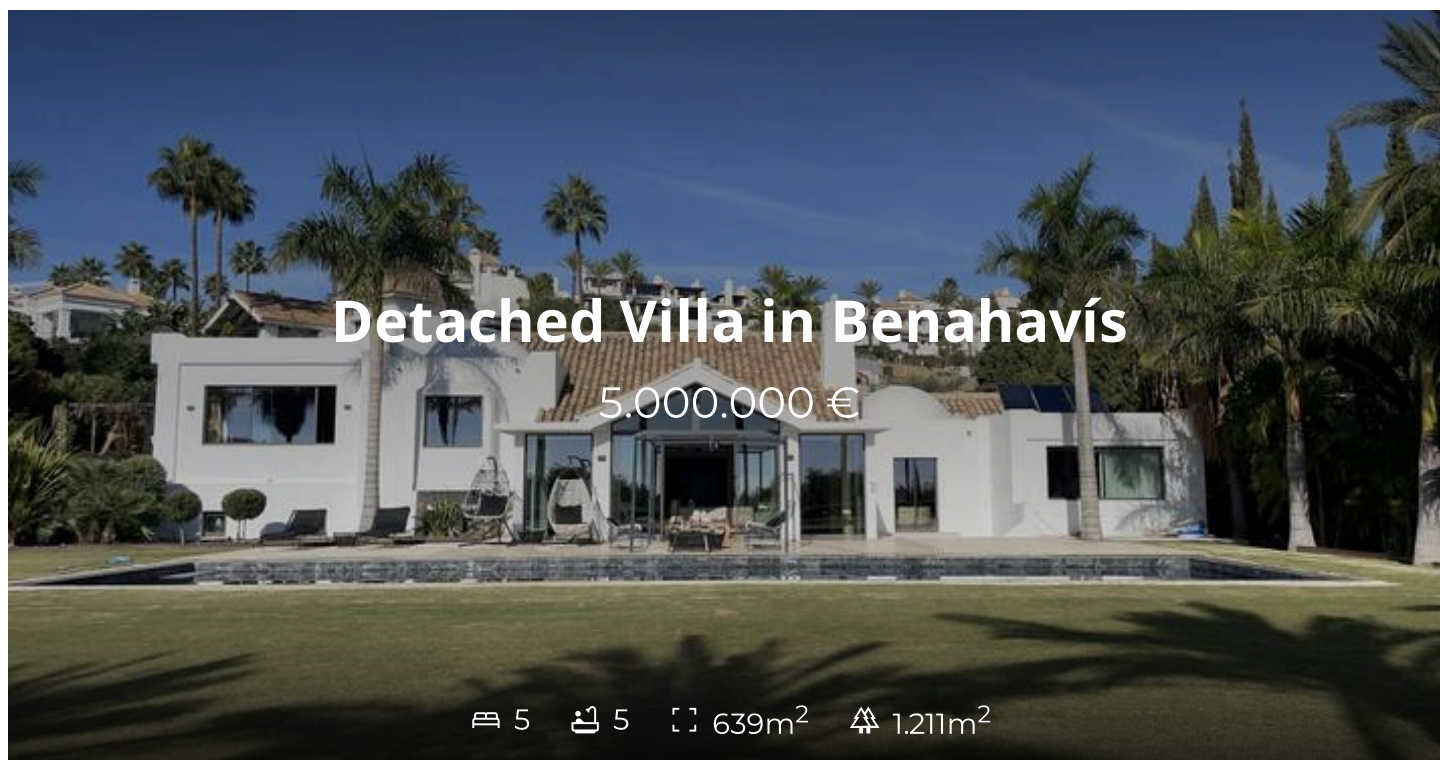 Detached Villa in Benahavís
5.000.000 €
5 5 639m² 1.211m²